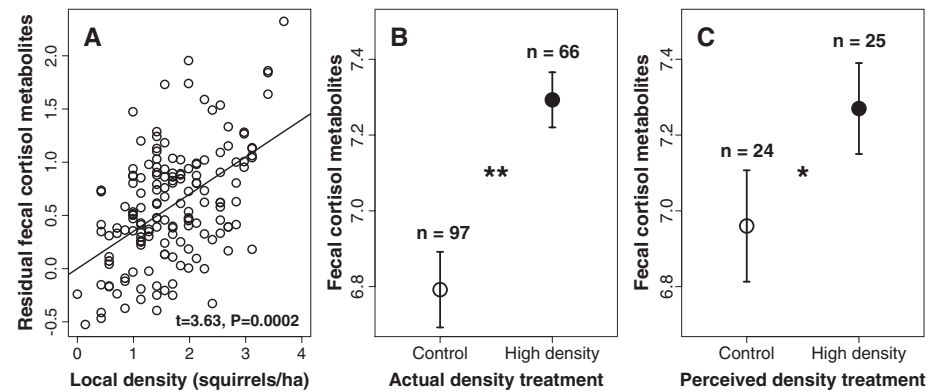 A
Residual fecal cortisol metabolites
2.0
1.5
1.0
0.5
0.0
-0.5
t=3.63, P=0.0002
0 1 2 3 4
Local density (squirrels/ha)
B
Fecal cortisol metabolites
7.4
7.2
7.0
6.8
n = 66
**
n = 97
Control High density
Actual density treatment
C
Fecal cortisol metabolites
7.4
7.2
7.0
6.8
n = 25
n = 24
*
Control High density
Perceived density treatment